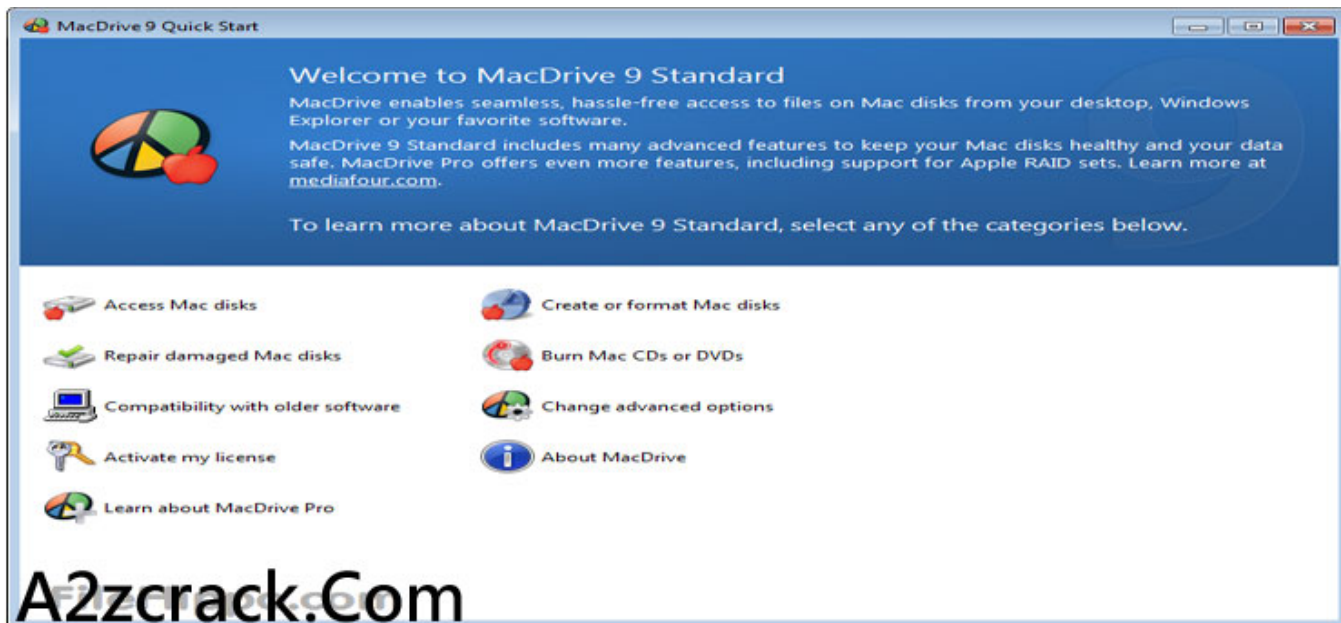 MacDrive 9 Quick Start
Welcome to MacDrive 9 Standard
MacDrive enables seamless, hassle-free access to files on Mac disks from your desktop, Windows
Explorer or your favorite software.
MacDrive 9 Standard includes many advanced features to keep your Mac disks healthy and your data
safe. MacDrive Pro offers even more features, including support for Apple RAID sets. Learn more at
mediafour.com.
To learn more about MacDrive 9 Standard, select any of the categories below.
Access Mac disks
Create or format Mac disks
Repair damaged Mac disks
Burn Mac CDs or DVDs
Compatibility with older software
Change advanced options
Activate my license
About MacDrive
Learn about MacDrive Pro
A2zcrack.Com